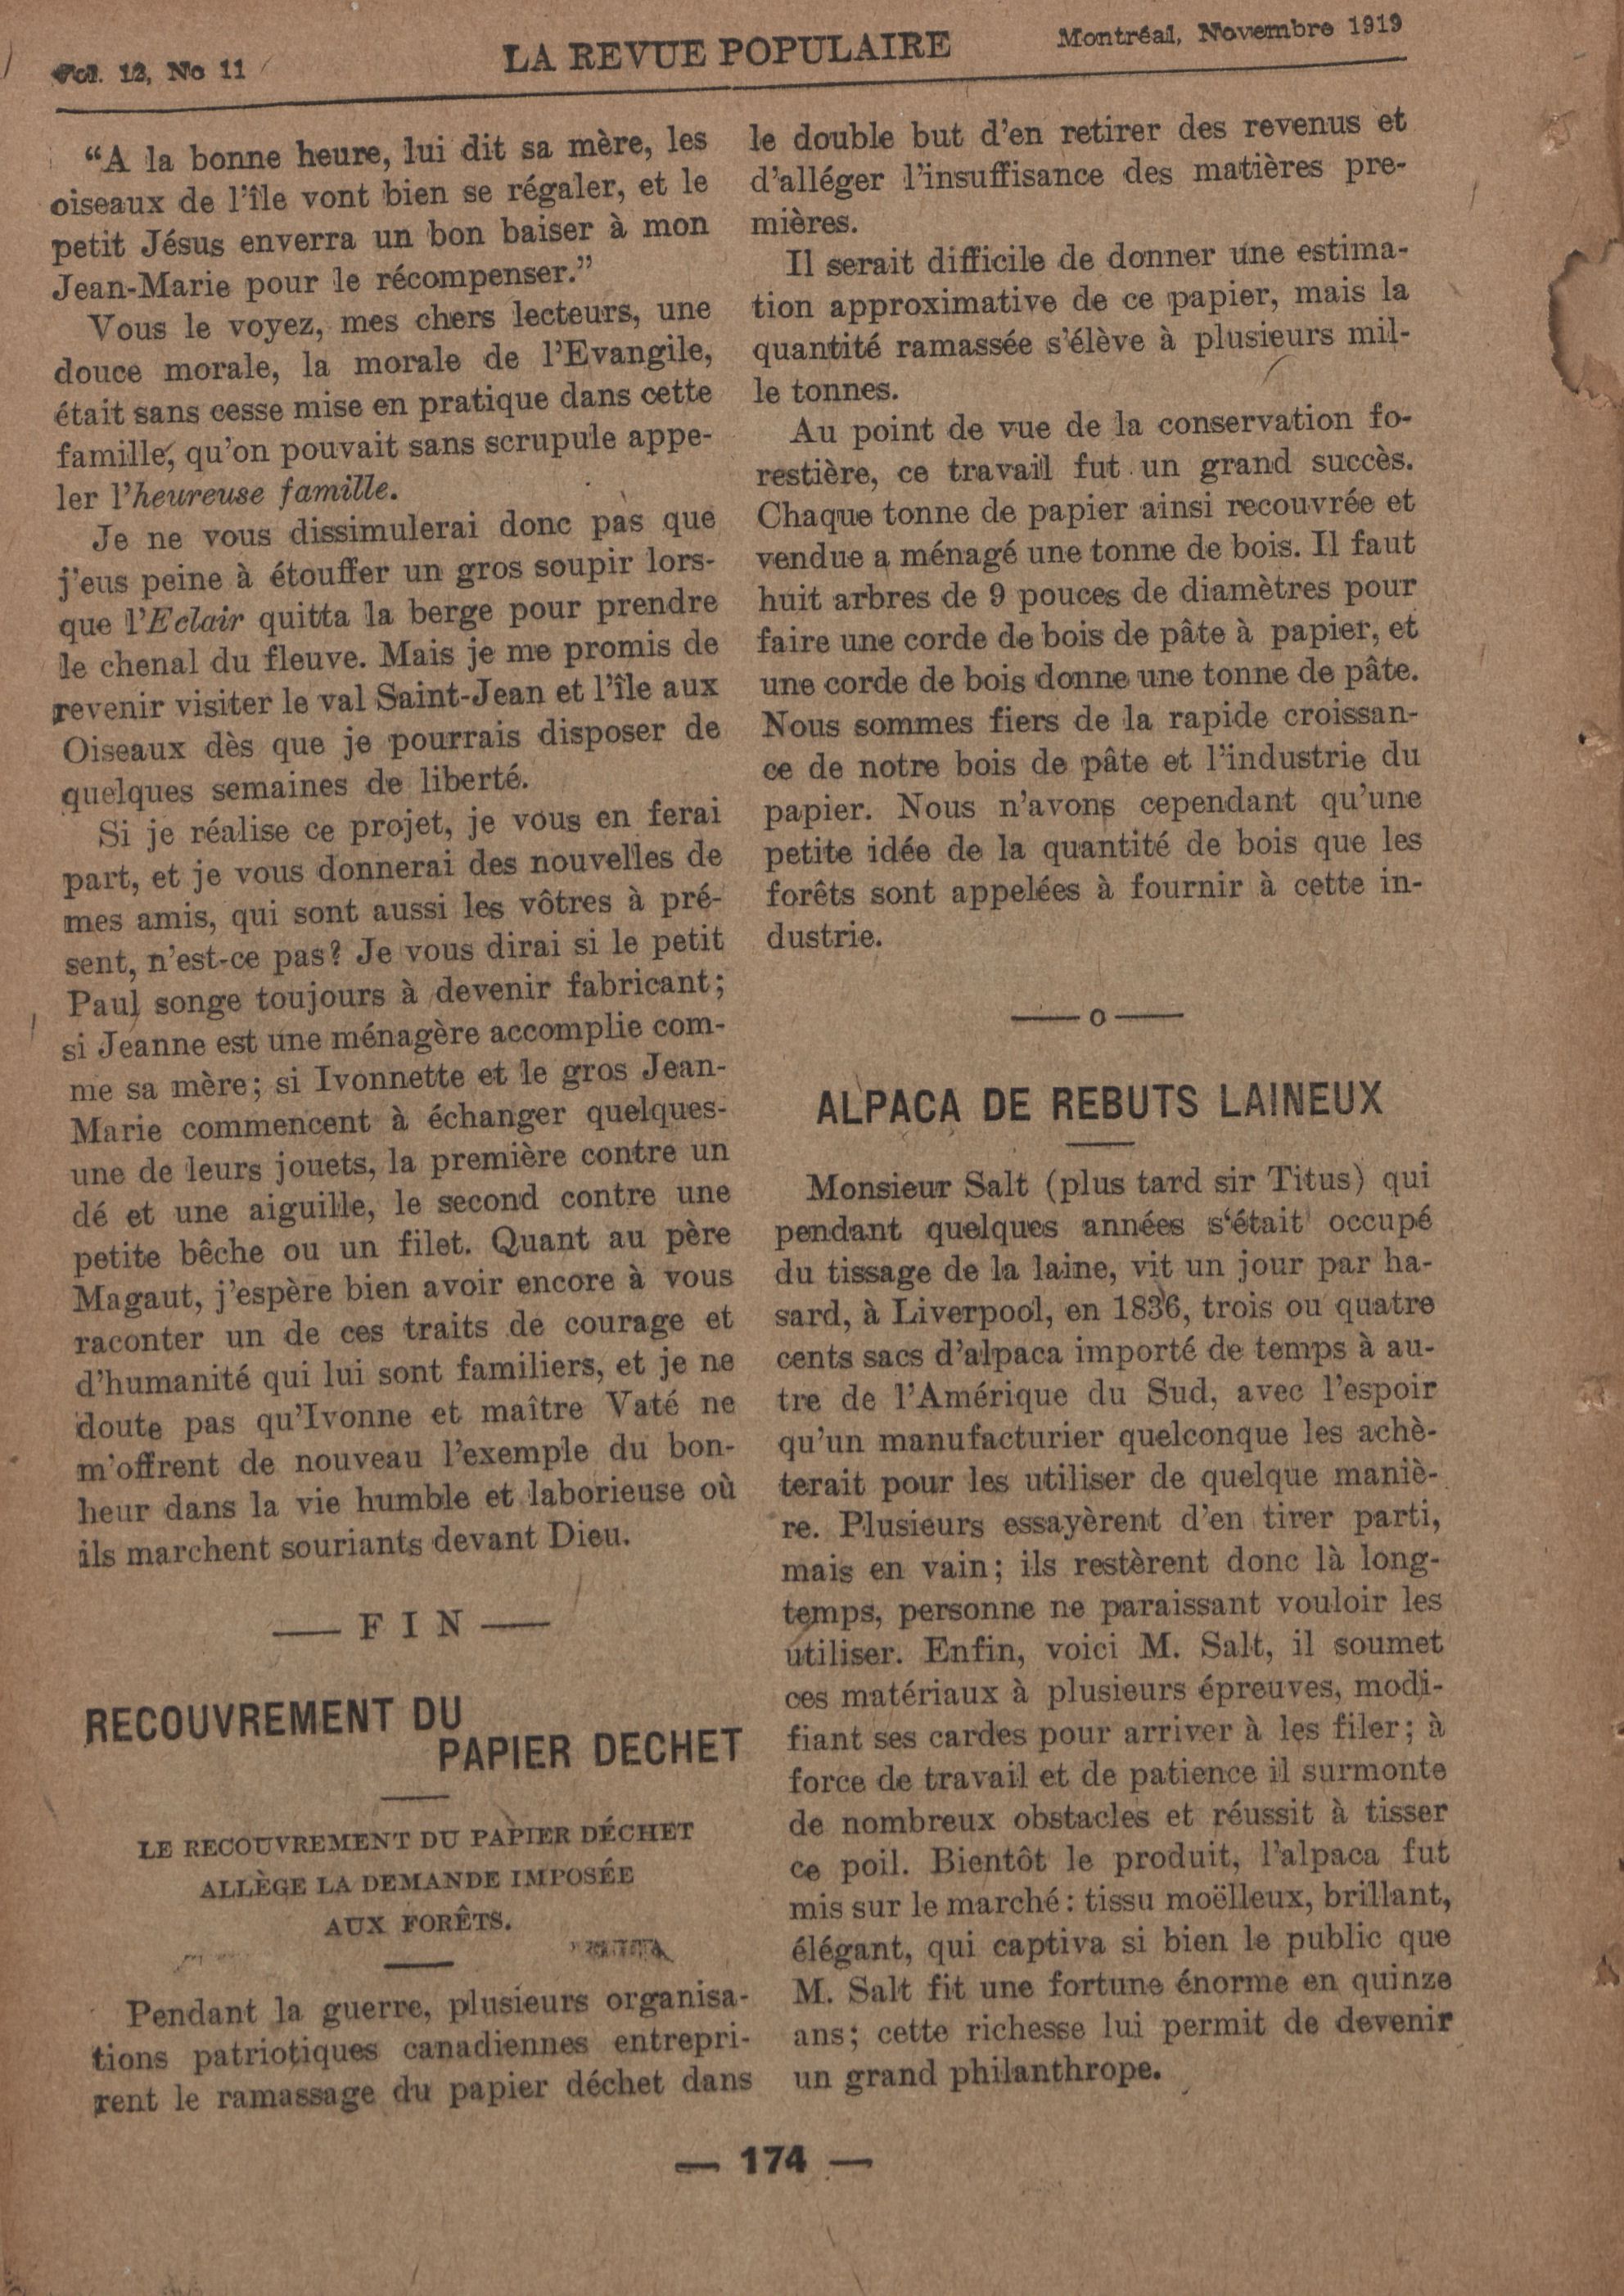 Vol. 12, No 11
LA REVUE POPULAIRE
Montréal, Novembre 1919
“A la bonne heure, lui dit sa mère, les
oiseaux de l’île vont bien se régaler, et le
petit Jésus enverra un bon baiser à mon
Jean-Marie pour le récompenser.”
Vous le voyez, mes chers lecteurs, une
douce morale, la morale de l’Evangile,
était sans cesse mise en pratique dans cette
famille, qu’on pouvait sans scrupule appe-
ler l’heureuse famille.
Je ne vous dissimulerai donc pas que
j’eus peine à étouffer un gros soupir lors-
que l’Eclair quitta la berge pour prendre
le chenal du fleuve. Mais je me promis de
revenir visiter le val Saint-Jean et l’île aux
Oiseaux dès que je pourrais disposer de
quelques semaines de liberté.
Si je réalise ce projet, je vous en ferai
part, et je vous donnerai des nouvelles de
mes amis, qui sont aussi les vôtres à pré-
sent, n’est-ce pas? Je vous dirai si le petit
Paul songe toujours à devenir fabricant;
si Jeanne est une ménagère accomplie com-
me sa mère; si Ivonnette et le gros Jean-
Marie commencent à échanger quelques-
une de leurs jouets, la première contre un
dé et une aiguille, le second contre une
petite bêche ou un filet. Quant au père
Magaut, j’espère bien avoir encore à vous
raconter un de ces traits de courage et
d’humanité qui lui sont familiers, et je ne
doute pas qu’Ivonne et maître Vaté ne
m’offrent de nouveau l’exemple du bon-
heur dans la vie humble et laborieuse où
ils marchent souriants devant Dieu.
— FIN —
RECOUVREMENT DU
PAPIER DECHET
LE RECOUVREMENT DU PAPIER DÉCHET
ALLÈGE LA DEMANDE IMPOSÉE
AUX FORÊTS.
Pendant la guerre, plusieurs organisa-
tions patriotiques canadiennes entrepri-
rent le ramassage du papier déchet dans
le double but d’en retirer des revenus et
d’alléger l’insuffisance des matières pre-
mières.
Il serait difficile de donner une estima-
tion approximative de ce papier, mais la
quantité ramassée s’élève à plusieurs mil-
le tonnes.
Au point de vue de la conservation fo-
restière, ce travail fut un grand succès.
Chaque tonne de papier ainsi recouvrée et
vendue a ménagé une tonne de bois. Il faut
huit arbres de 9 pouces de diamètres pour
faire une corde de bois de pâte à papier, et
une corde de bois donne une tonne de pâte.
Nous sommes fiers de la rapide croissan-
ce de notre bois de pâte et l’industrie du
papier. Nous n’avons cependant qu’une
petite idée de la quantité de bois que les
forêts sont appelées à fournir à cette in-
dustrie.
— o —
ALPACA DE REBUTS LAINEUX
Monsieur Salt (plus tard sir Titus) qui
pendant quelques années s‘était occupé
du tissage de la laine, vit un jour par ha-
sard, à Liverpool, en 1836, trois ou quatre
cents sacs d’alpaca importé de temps à au-
tre de l’Amérique du Sud, avec l’espoir
qu’un manufacturier quelconque les achè-
terait pour les utiliser de quelque maniè-
re. Plusieurs essayèrent d’en tirer parti,
mais en vain; ils restèrent donc là long-
temps, personne ne paraissant vouloir les
utiliser. Enfin, voici M. Salt, il soumet
ces matériaux à plusieurs épreuves, modi-
fiant ses cardes pour arriver à les filer; à
force de travail et de patience il surmonte
de nombreux obstacles et réussit à tisser
ce poil. Bientôt le produit, l’alpaca fut
mis sur le marché: tissu moëlleux, brillant,
élégant, qui captiva si bien le public que
M. Salt fit une fortune énorme en quinze
ans; cette richesse lui permit de devenir
un grand philanthrope.
— 174 —